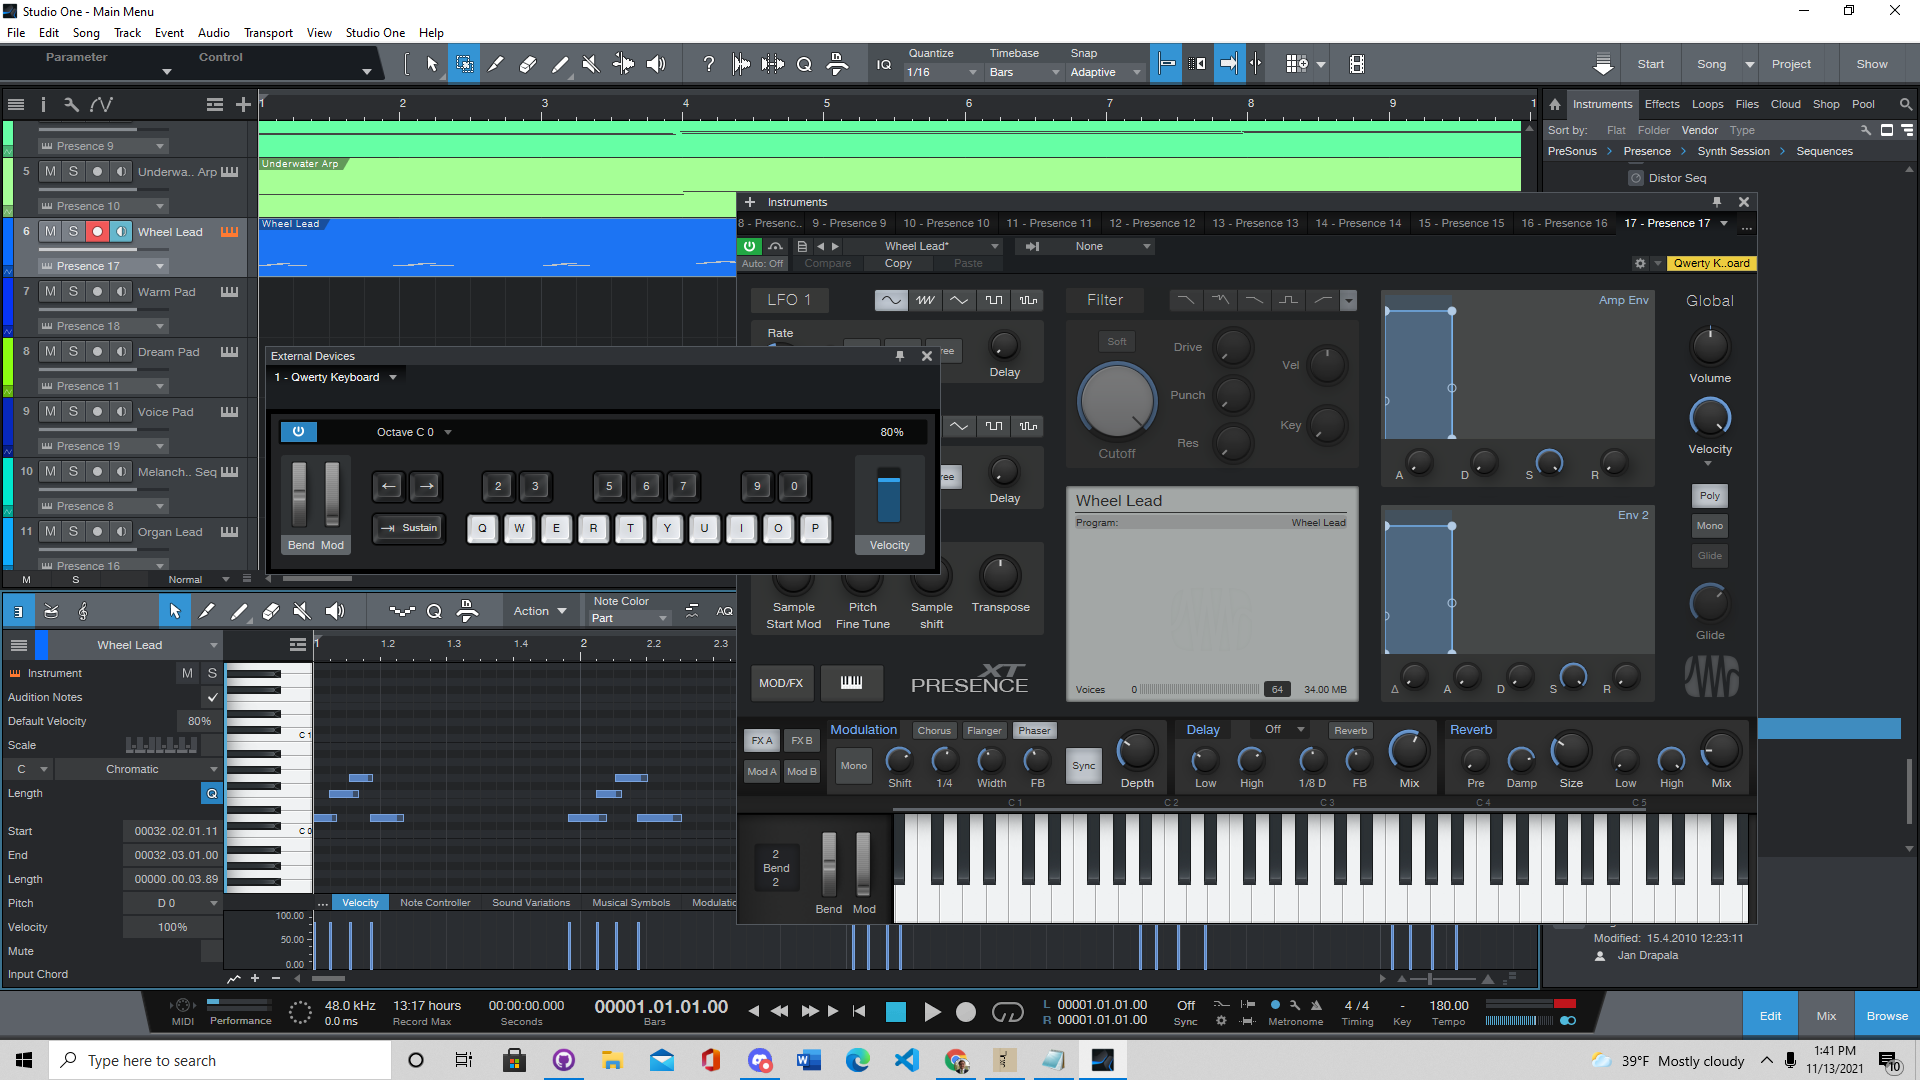 Studio One - Main Menu
File Edit Song Track Event Audio Transport View Studio One Help
Parameter Control
Quantize Timebase Snap
IQ 1/16 Bars Adaptive
Start Song Project Show
1 2 3 4 5 6 7 8 9 1
Instruments Effects Loops Files Cloud Shop Pool
Sort by: Flat Folder Vendor Type
PreSonus > Presence > Synth Session > Sequences
Distor Seq
Presence 9
5 M S Underwa.. Arp
Presence 10
6 M S Wheel Lead
Presence 17
7 M S Warm Pad
Presence 18
8 M S Dream Pad
Presence 11
9 M S Voice Pad
Presence 19
10 M S Melanch.. Seq
Presence 8
11 M S Organ Lead
Presence 16
M S Normal
Underwater Arp
Wheel Lead
Instruments
8 - Presenc.. 9 - Presence 9 10 - Presence 10 11 - Presence 11 12 - Presence 12 13 - Presence 13 14 - Presence 14 15 - Presence 15 16 - Presence 16 17 - Presence 17 ...
Wheel Lead* None
Auto: Off Compare Copy Paste Qwerty K..oard
LFO 1 Filter Amp Env Global
Rate
ree Delay
Soft Drive Vel
Punch Key
Res
Cutoff
Volume
Velocity
A D S R
ree Delay
Poly
Mono
Glide
Env 2
Glide
Δ A D S R
Wheel Lead
Program: Wheel Lead
Voices 0 64 34.00 MB
Sample Start Mod
Pitch Fine Tune
Sample shift
Transpose
MOD/FX PRESENCE XT
External Devices
1 - Qwerty Keyboard
Octave C 0 80%
← → 2 3 5 6 7 9 0
Sustain Q W E R T Y U I O P
Bend Mod Velocity
FX A FX B Modulation Chorus Flanger Phaser Delay Off Reverb Reverb
Mod A Mod B Mono Shift 1/4 Width FB Sync Depth Low High 1/8 D FB Mix Pre Damp Size Low High Mix
C 1 C 2 C 3 C 4 C 5
2
Bend
2
Bend Mod
Action Note Color
Part AQ
Wheel Lead
1 1.2 1.3 1.4 2 2.2 2.3
Instrument M S
Audition Notes
Default Velocity 80%
Scale
C Chromatic
Length Q
Start 00032.02.01.11
End 00032.03.01.00
Length 00000.00.03.89
Pitch D 0
Velocity 100%
Mute
Input Chord
C 1
C 0
... Velocity Note Controller Sound Variations Musical Symbols Modulatio
100.00
50.00
0.00
Modified: 15.4.2010 12:23:11
Jan Drapala
MIDI Performance
48.0 kHz
0.0 ms
13:17 hours
Record Max
00:00:00.000
Seconds
00001.01.01.00
Bars
L 00001.01.01.00
R 00001.01.01.00
Off
Sync
Metronome
4 / 4
Timing
-
Key
180.00
Tempo
Edit Mix Browse
Type here to search
39°F Mostly cloudy
1:41 PM
11/13/2021
10